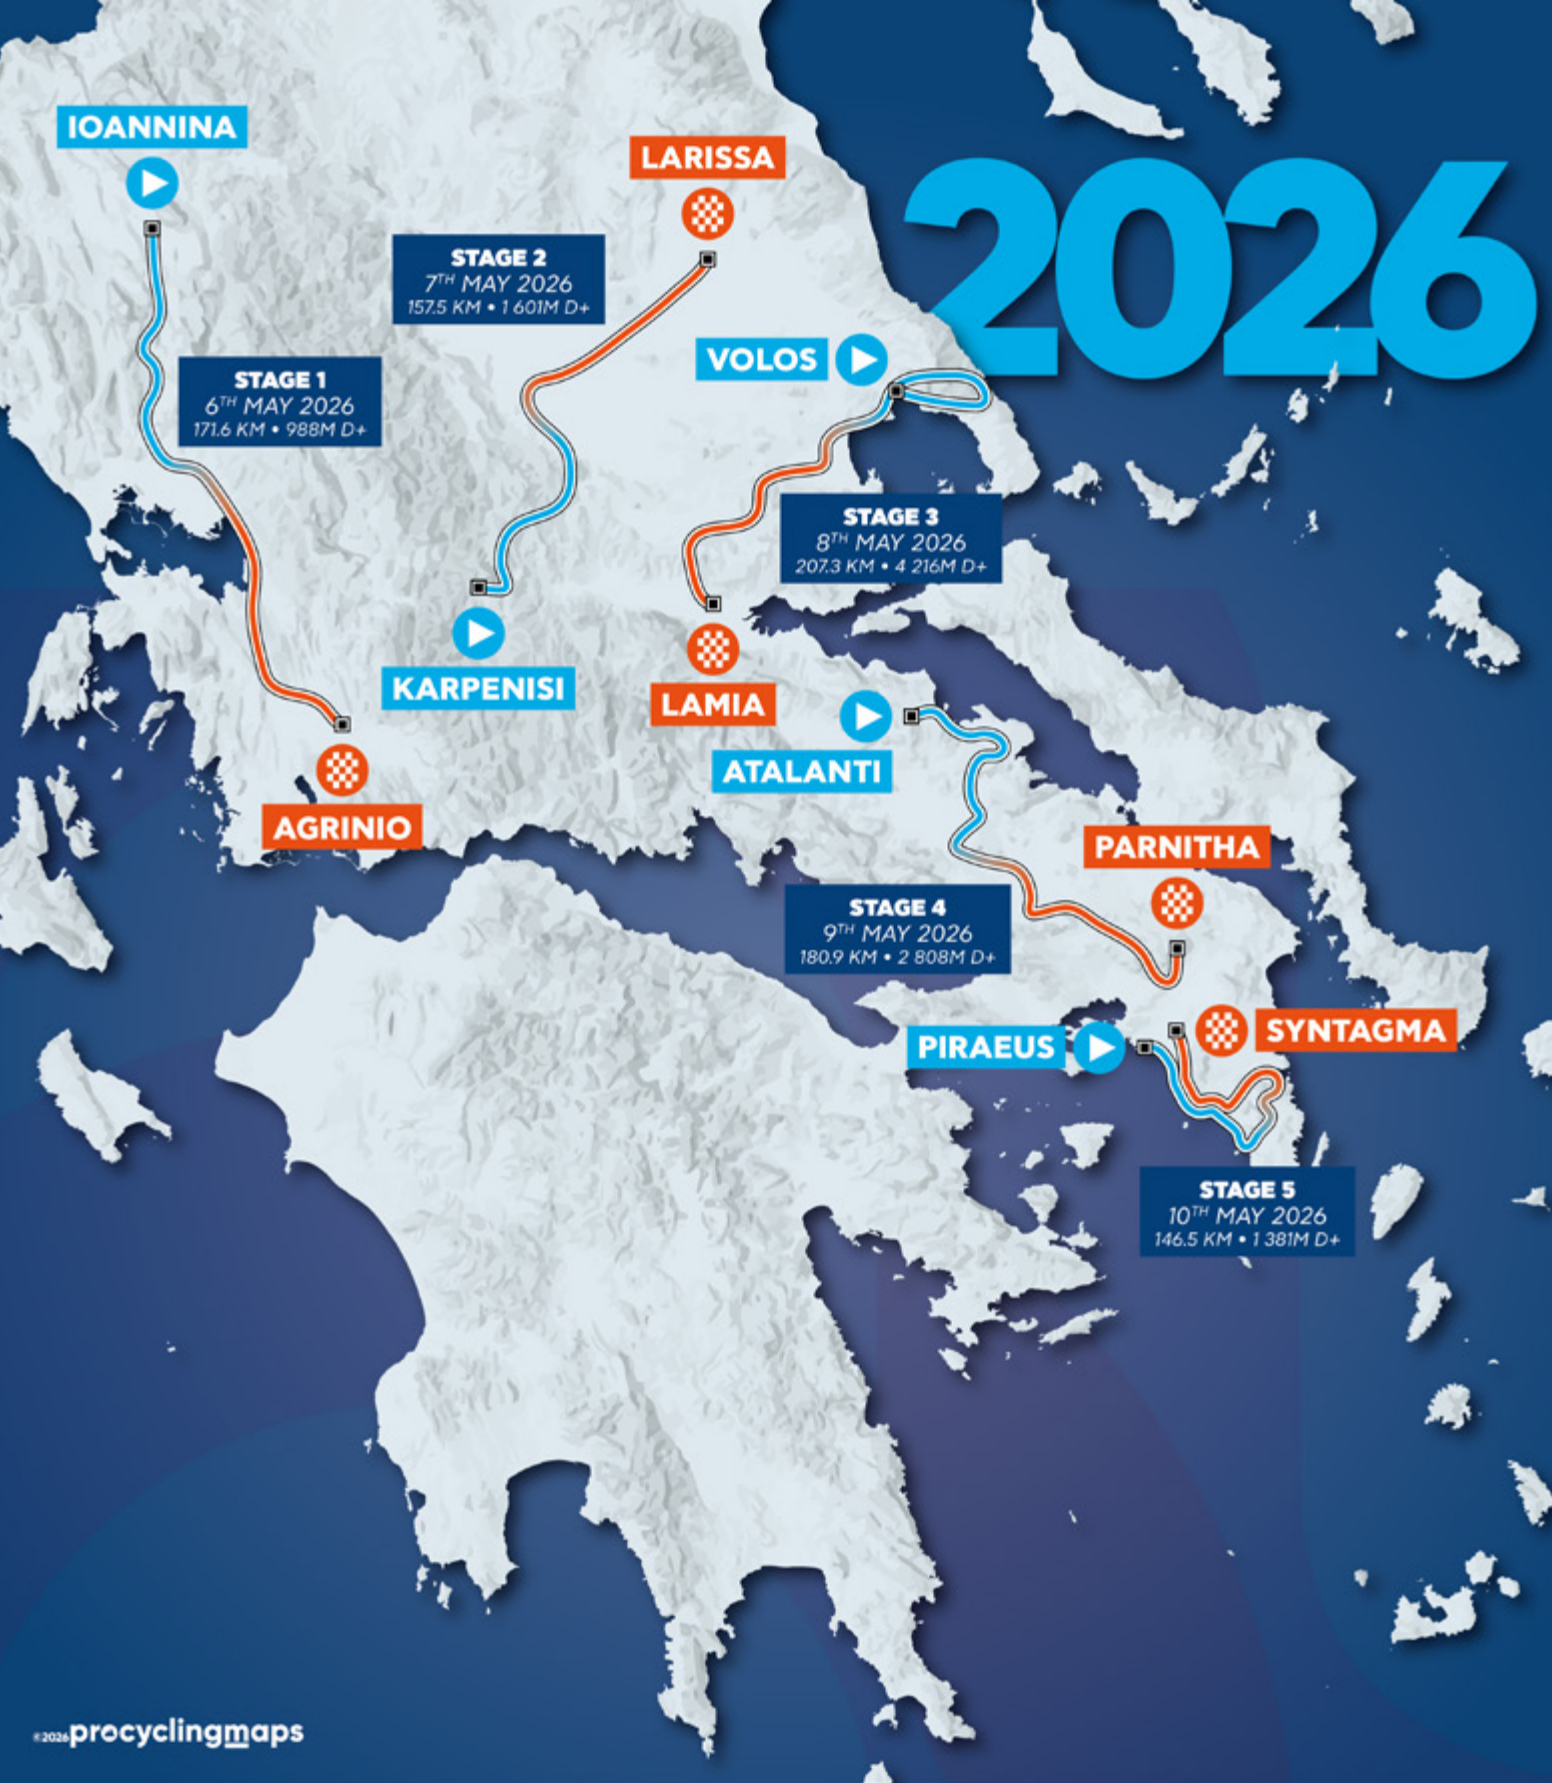 IOANNINA
LARISSA
2026
STAGE 2
7TH MAY 2026
157.5 KM • 1 601M D+
VOLOS
STAGE 1
6TH MAY 2026
171.6 KM • 988M D+
STAGE 3
8TH MAY 2026
207.3 KM • 4 216M D+
KARPENISI
LAMIA
ATALANTI
AGRINIO
PARNITHA
STAGE 4
9TH MAY 2026
180.9 KM • 2 808M D+
PIRAEUS
SYNTAGMA
STAGE 5
10TH MAY 2026
146.5 KM • 1 381M D+
©2026 procyclingmaps